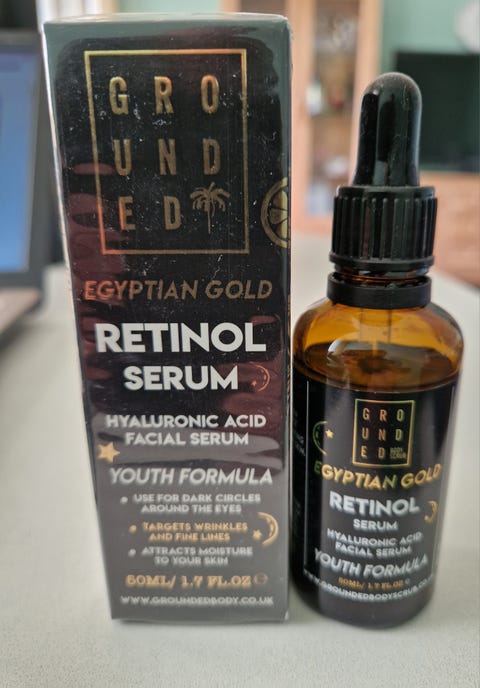 GRO
UND
ED
EGYPTIAN GOLD
RETINOL
SERUM
HYALURONIC ACID
FACIAL SERUM
YOUTH FORMULA
USE FOR DARK CIRCLES
AROUND THE EYES
TARGETS WRINKLES
AND FINE LINES
ATTRACTS MOISTURE
TO YOUR SKIN
50ML/ 1.7 FL.OZ ℮
WWW.GROUNDEDBODY.CO.UK
GRO
UND
ED BODY SCRUB
EGYPTIAN GOLD
RETINOL
SERUM
HYALURONIC ACID
FACIAL SERUM
YOUTH FORMULA
50ML/ 1.7 FL.OZ ℮
WWW.GROUNDEDBODYSCRUB.CO